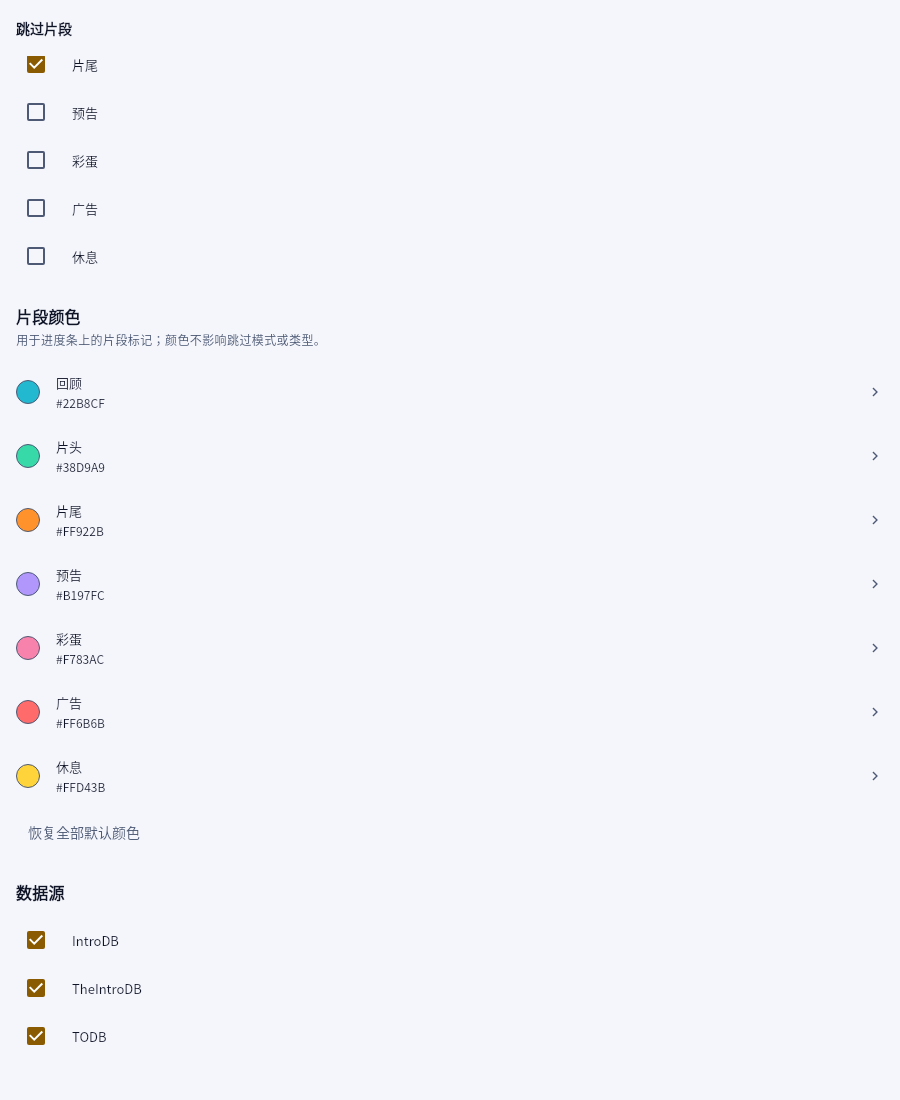 跳过片段
片尾
预告
彩蛋
广告
休息
片段颜色
用于进度条上的片段标记；颜色不影响跳过模式或类型。
回顾
#22B8CF
片头
#38D9A9
片尾
#FF922B
预告
#B197FC
彩蛋
#F783AC
广告
#FF6B6B
休息
#FFD43B
恢复全部默认颜色
数据源
IntroDB
TheIntroDB
TODB